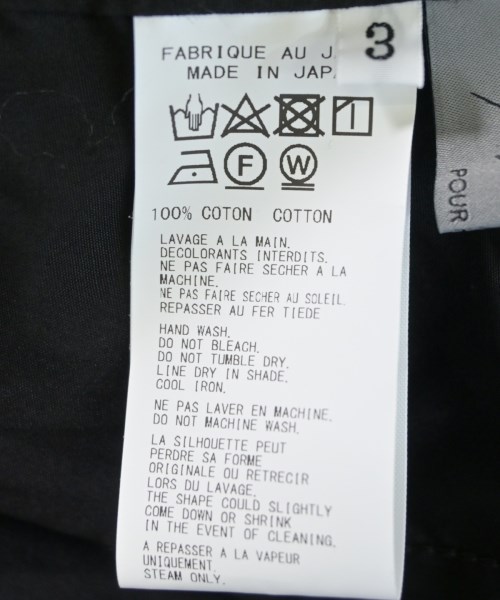 FABRIQUE AU J
3
MADE IN JAP
F
W
100% COTON COTTON
LAVAGE A LA MAIN.
DECOLORANTS INTERDITS.
NE PAS FAIRE SECHER A LA
MACHINE.
NE PAS FAIRE SECHER AU SOLEIL.
REPASSER AU FER TIEDE
HAND WASH.
DO NOT BLEACH.
DO NOT TUMBLE DRY.
LINE DRY IN SHADE.
COOL IRON.
NE PAS LAVER EN MACHINE.
DO NOT MACHINE WASH.
LA SILHOUETTE PEUT
PERDRE SA FORME
ORIGINALE OU RETRECIR
LORS DU LAVAGE.
THE SHAPE COULD SLIGHTLY
COME DOWN OR SHRINK
IN THE EVENT OF CLEANING.
A REPASSER A LA VAPEUR
UNIQUEMENT.
STEAM ONLY.
POUR